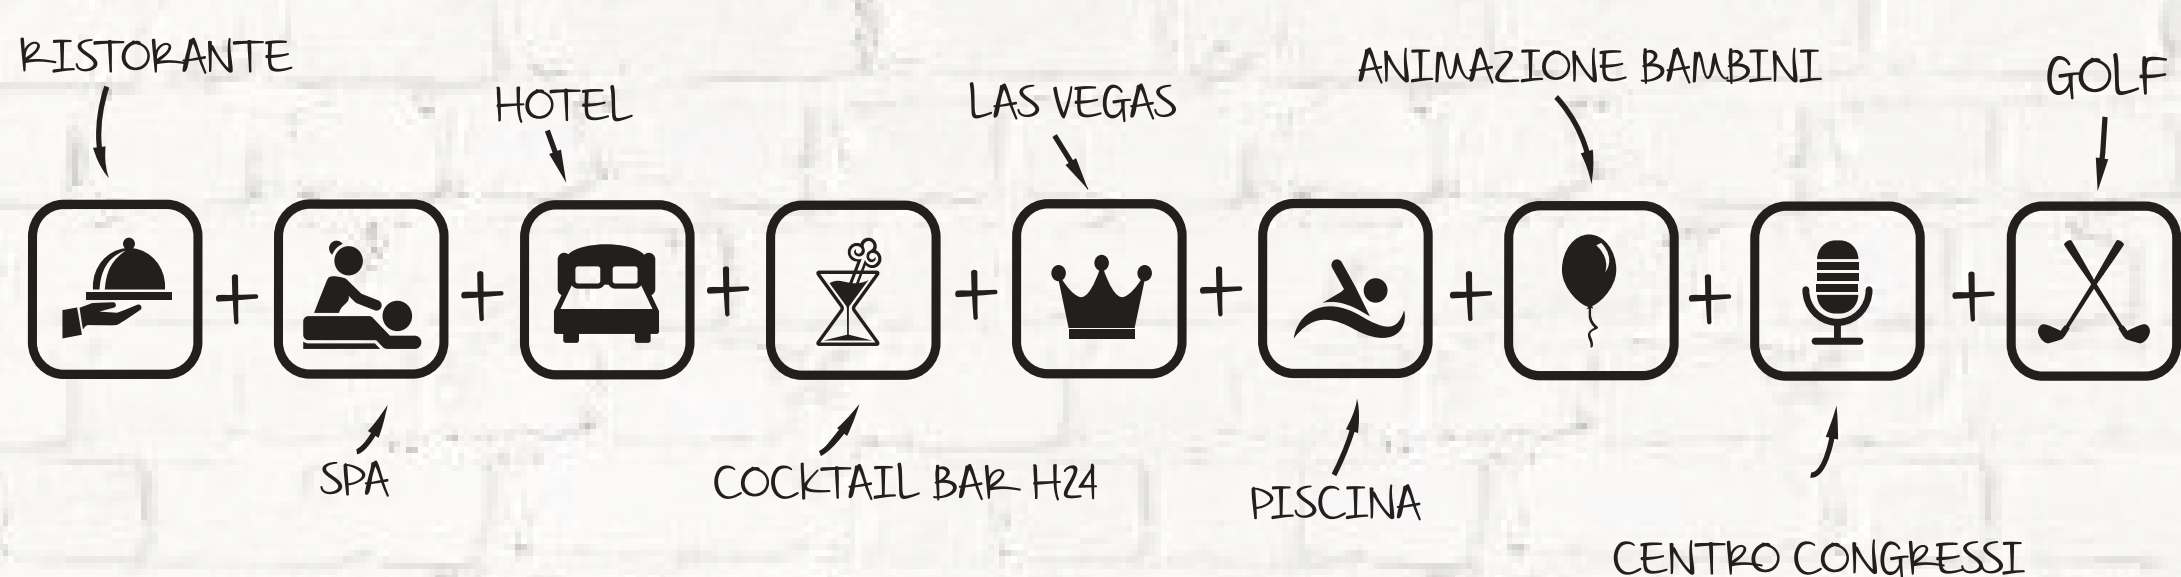 RISTORANTE
HOTEL
LAS VEGAS
ANIMAZIONE BAMBINI
GOLF
SPA
COCKTAIL BAR H24
PISCINA
CENTRO CONGRESSI